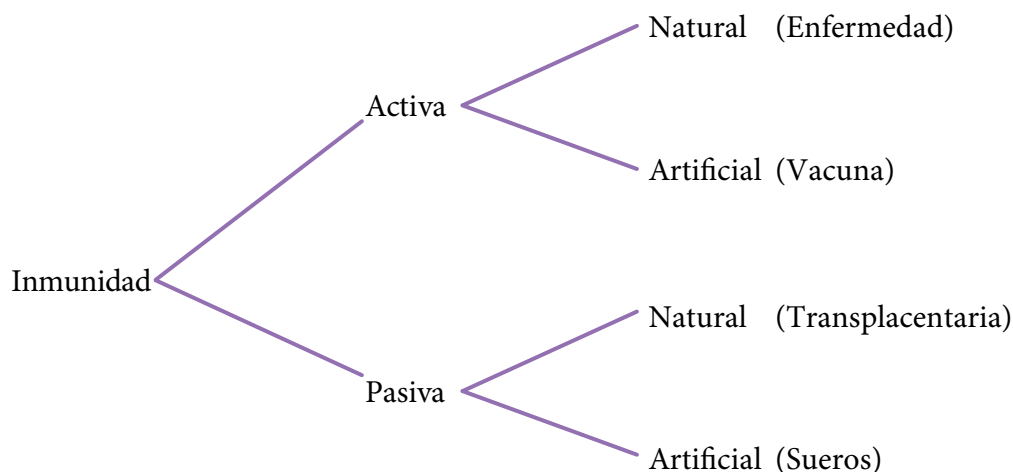 Natural (Enfermedad)
Activa
Artificial (Vacuna)
Inmunidad
Natural (Transplacentaria)
Pasiva
Artificial (Sueros)